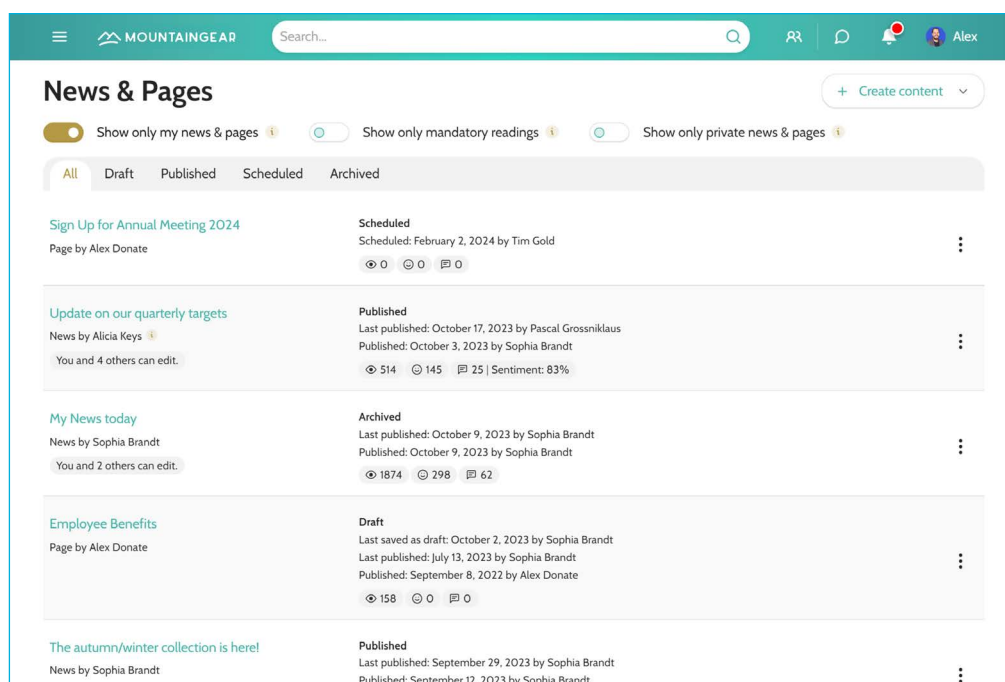 MOUNTAINGEAR
Search...
Alex
News & Pages
+ Create content
Show only my news & pages i
Show only mandatory readings i
Show only private news & pages i
All Draft Published Scheduled Archived
Sign Up for Annual Meeting 2024
Page by Alex Donate
Scheduled
Scheduled: February 2, 2024 by Tim Gold
0 0 0
Update on our quarterly targets
News by Alicia Keys i
You and 4 others can edit.
Published
Last published: October 17, 2023 by Pascal Grossniklaus
Published: October 3, 2023 by Sophia Brandt
514 145 25 | Sentiment: 83%
My News today
News by Sophia Brandt
You and 2 others can edit.
Archived
Last published: October 9, 2023 by Sophia Brandt
Published: October 9, 2023 by Sophia Brandt
1874 298 62
Employee Benefits
Page by Alex Donate
Draft
Last saved as draft: October 2, 2023 by Sophia Brandt
Last published: July 13, 2023 by Sophia Brandt
Published: September 8, 2022 by Alex Donate
158 0 0
The autumn/winter collection is here!
News by Sophia Brandt
Published
Last published: September 29, 2023 by Sophia Brandt
Published: September 12, 2023 by Sophia Brandt